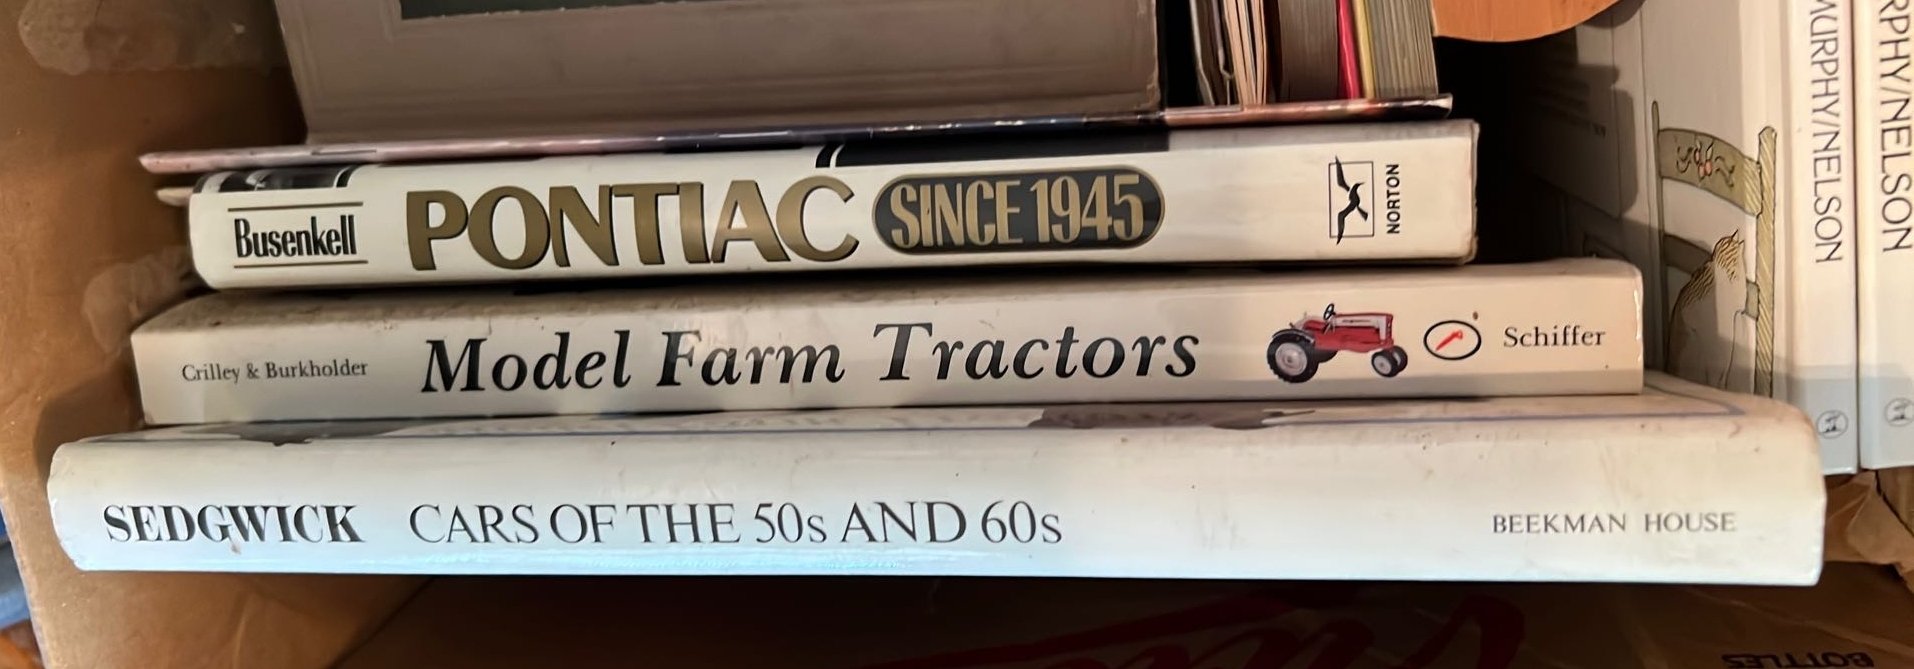 Busenkell PONTIAC SINCE 1945 NORTON
Crilley & Burkholder Model Farm Tractors Schiffer
SEDGWICK CARS OF THE 50s AND 60s BEEKMAN HOUSE
MURPHY/NELSON
RPHY/NELSON
BOTTLES